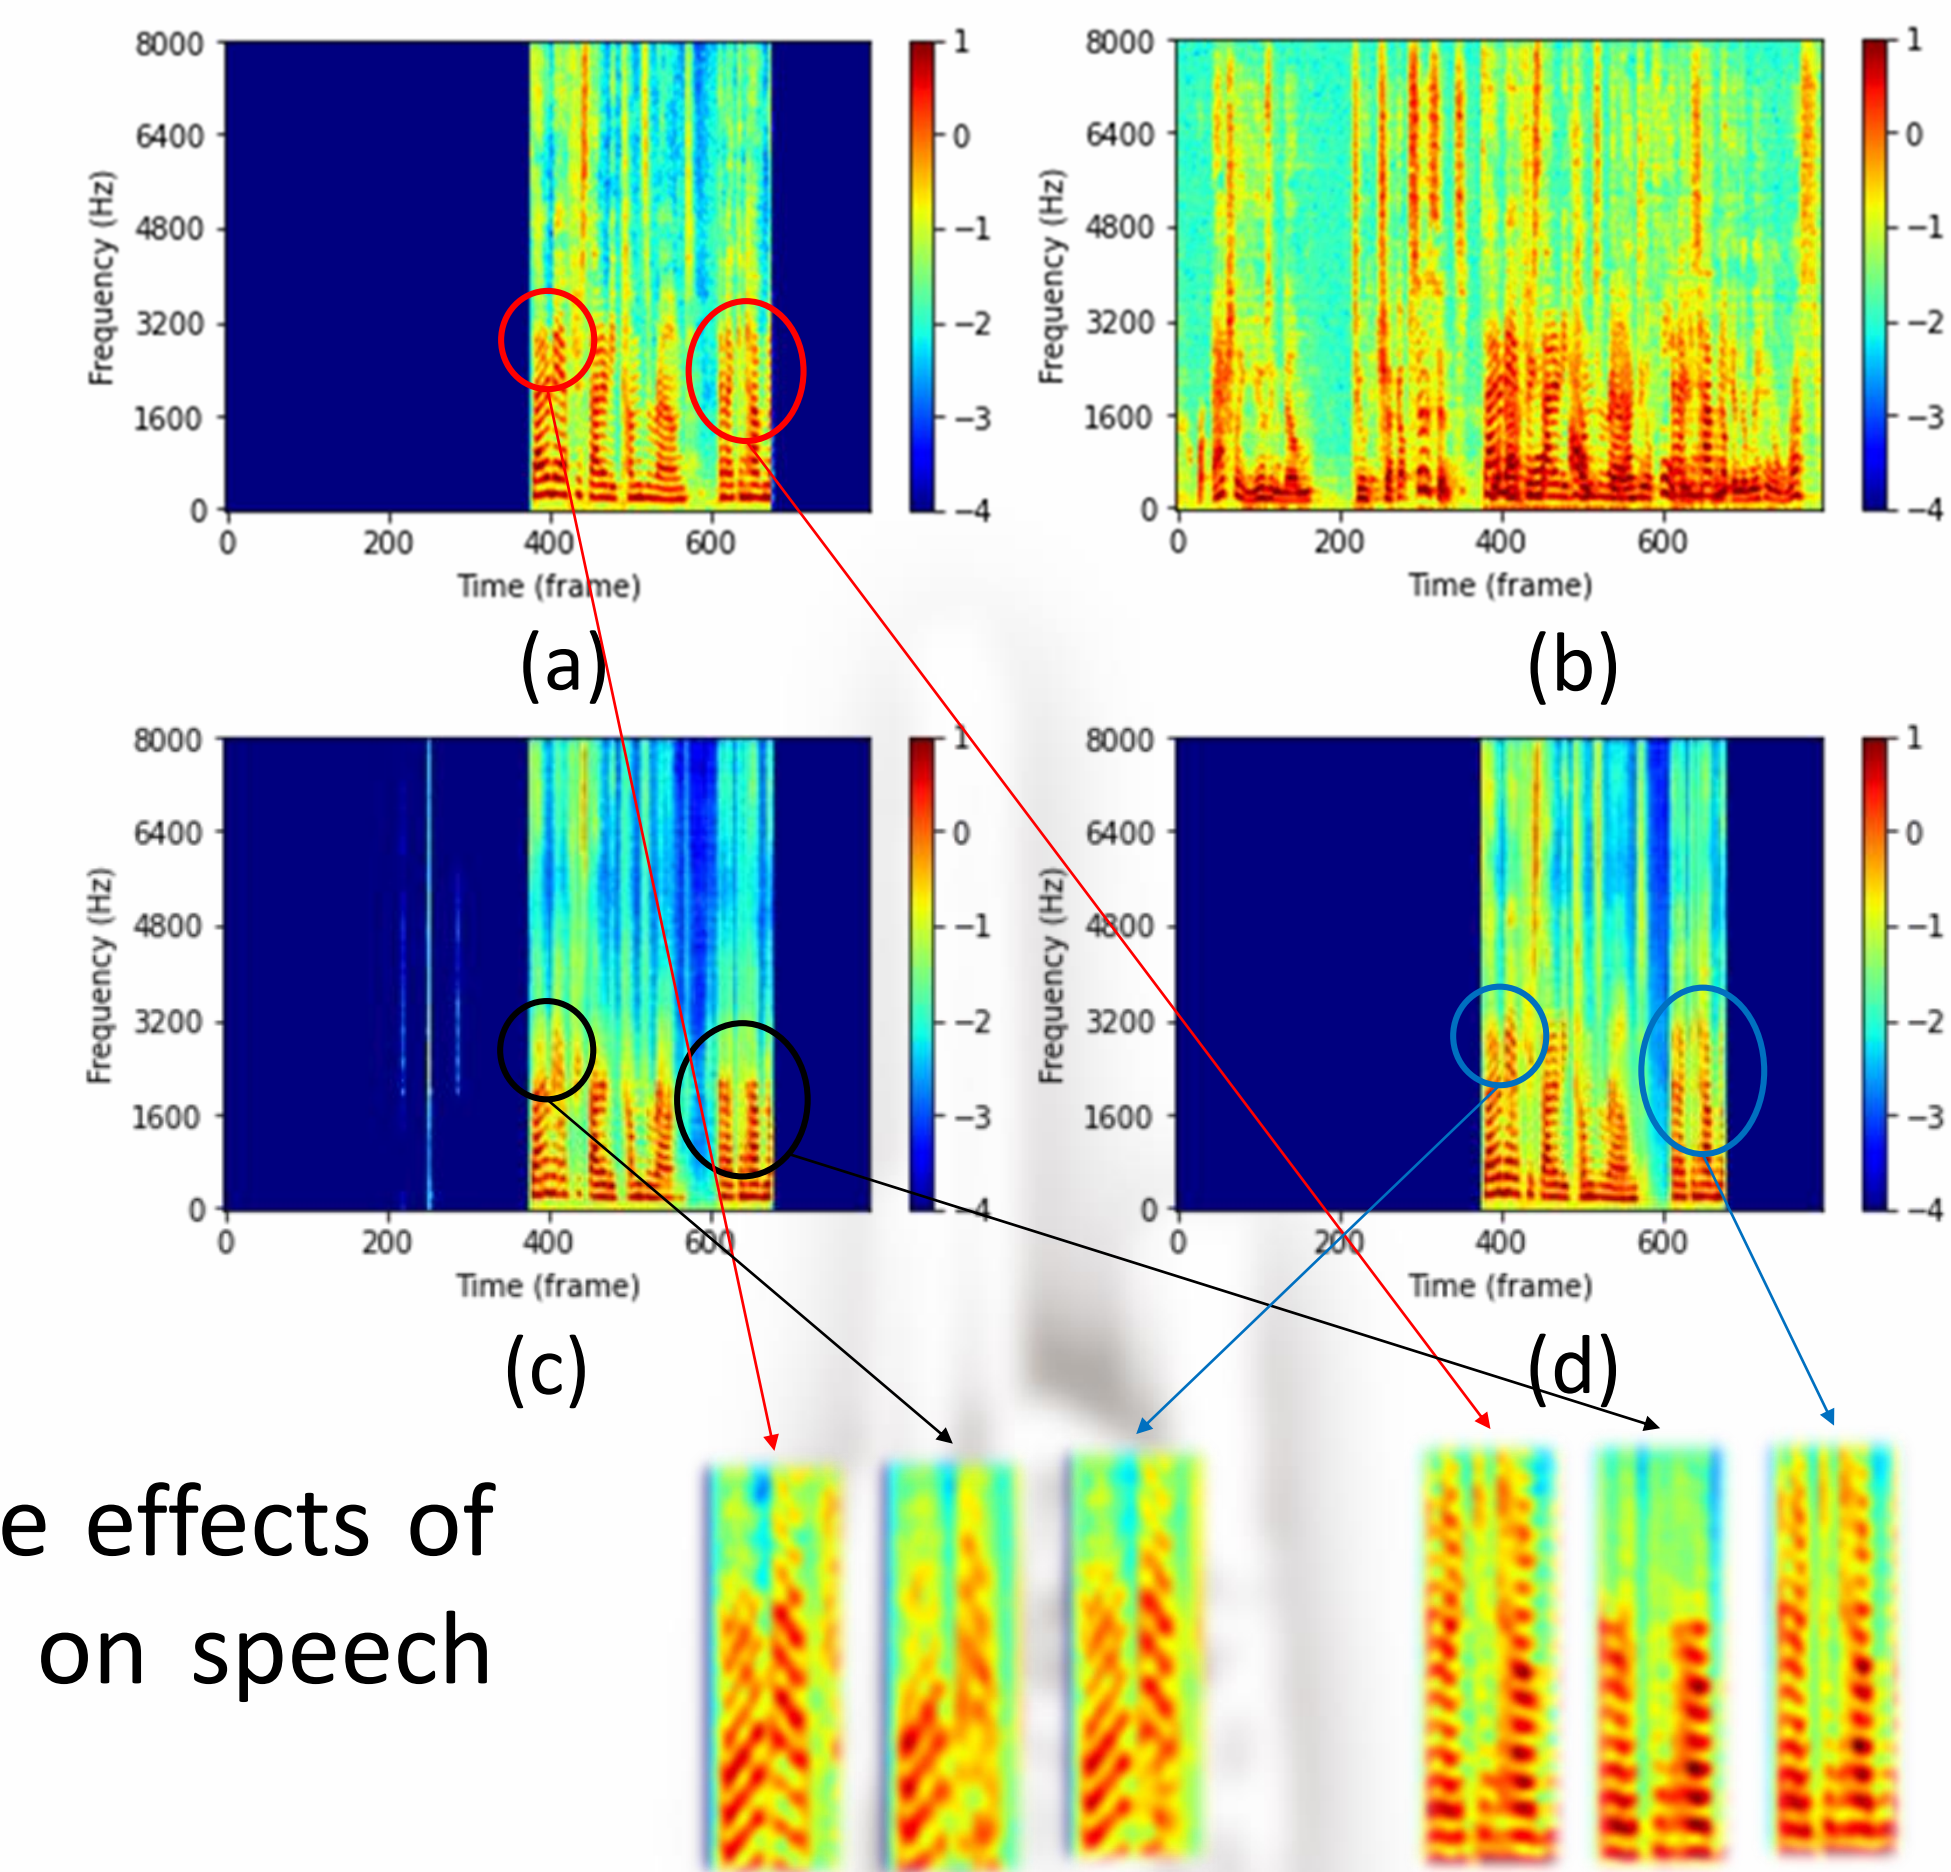 8000
6400
4800
3200
1600
0
Frequency (Hz)
0 200 400 600
Time (frame)
1
0
−1
−2
−3
−4
(a)
8000
6400
4800
3200
1600
0
Frequency (Hz)
0 200 400 600
Time (frame)
1
0
−1
−2
−3
−4
(b)
8000
6400
4800
3200
1600
0
Frequency (Hz)
0 200 400 600
Time (frame)
1
0
−1
−2
−3
−4
(c)
8000
6400
4800
3200
1600
0
Frequency (Hz)
0 200 400 600
Time (frame)
1
0
−1
−2
−3
−4
(d)
e effects of
on speech